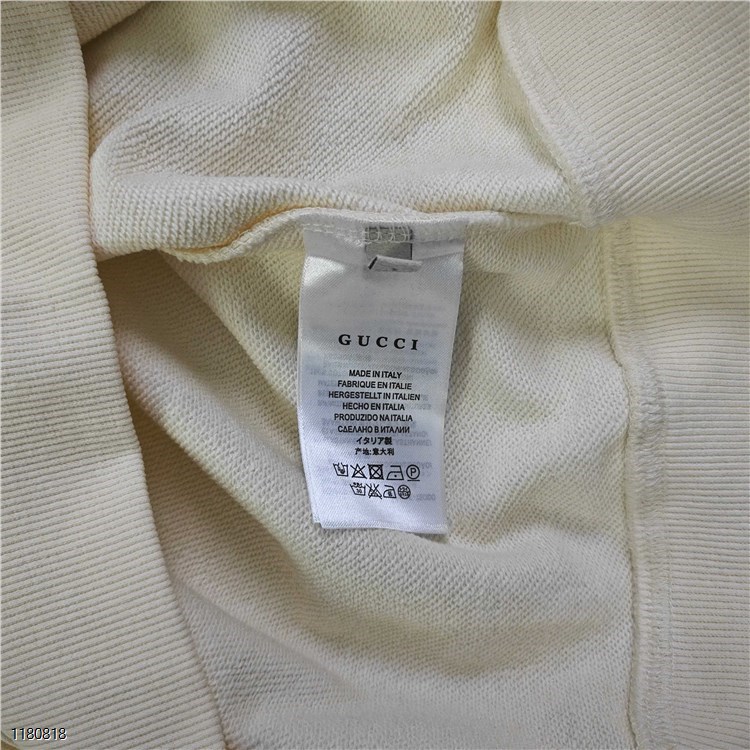 GUCCI
MADE IN ITALY
FABRIQUE EN ITALIE
HERGESTELLT IN ITALIEN
HECHO EN ITALIA
PRODUZIDO NA ITALIA
СДЕЛАНО В ИТАЛИИ
イタリア製
产地:意大利
1180818